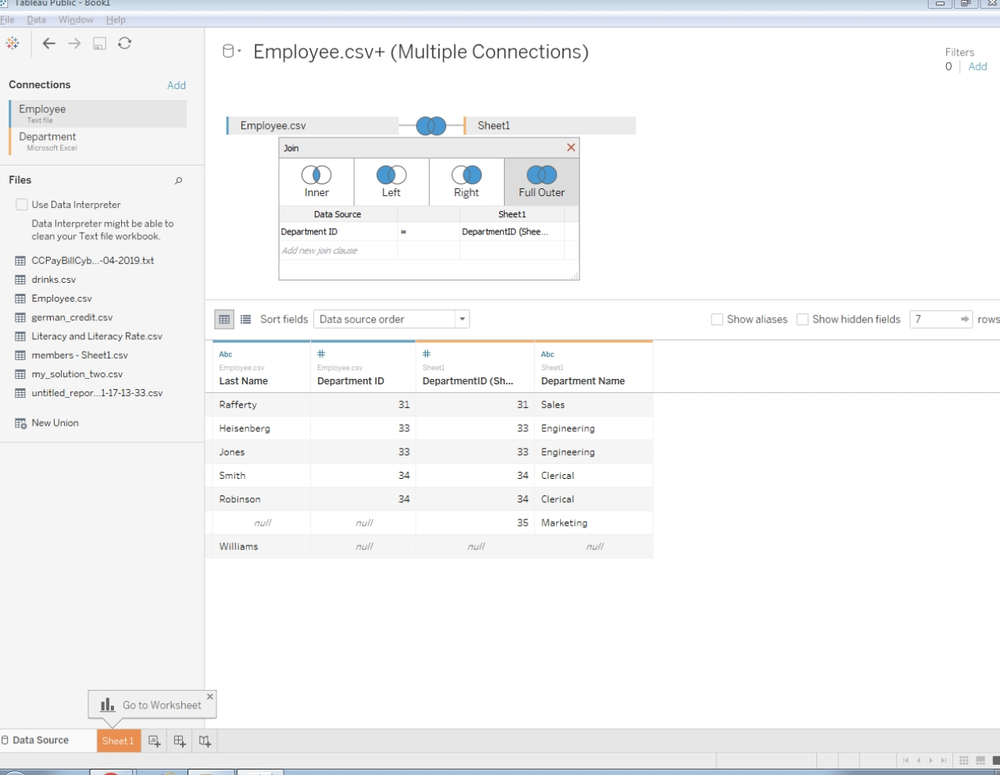 Tableau Public - Book1
File Data Window Help
Connections Add
Employee
Text file
Department
Microsoft Excel
Files
Use Data Interpreter
Data Interpreter might be able to
clean your Text file workbook.
CCPayBillCyb...-04-2019.txt
drinks.csv
Employee.csv
german_credit.csv
Literacy and Literacy Rate.csv
members - Sheet1.csv
my_solution_two.csv
untitled_repor...1-17-13-33.csv
New Union
Employee.csv+ (Multiple Connections)
Filters
0 Add
Employee.csv Sheet1
Join
Inner Left Right Full Outer
Data Source Sheet1
Department ID = DepartmentID (Shee...
Add new join clause
Sort fields Data source order Show aliases Show hidden fields 7 rows
Abc # # Abc
Employee.csv Employee.csv Sheet1 Sheet1
Last Name Department ID DepartmentID (Sh... Department Name
Rafferty 31 31 Sales
Heisenberg 33 33 Engineering
Jones 33 33 Engineering
Smith 34 34 Clerical
Robinson 34 34 Clerical
null null 35 Marketing
Williams null null null
Go to Worksheet
Data Source Sheet 1